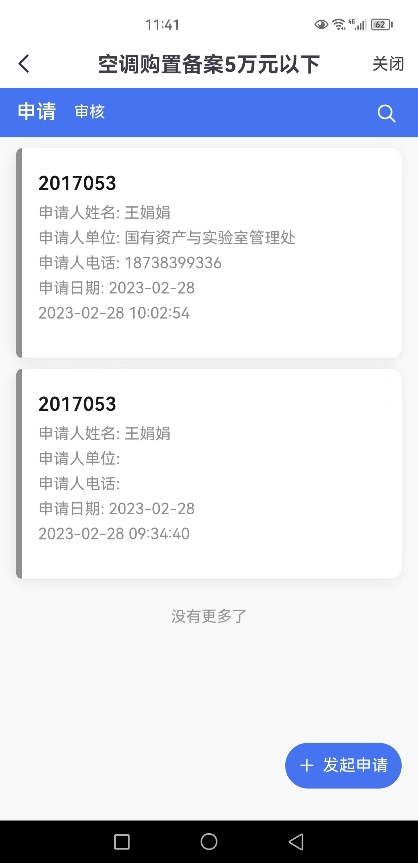 11:41
46
62
空调购置备案5万元以下
关闭
申请
审核
2017053
申请人姓名: 王娟娟
申请人单位: 国有资产与实验室管理处
申请人电话: 18738399336
申请日期: 2023-02-28
2023-02-28 10:02:54
2017053
申请人姓名: 王娟娟
申请人单位:
申请人电话:
申请日期: 2023-02-28
2023-02-28 09:34:40
没有更多了
+ 发起申请